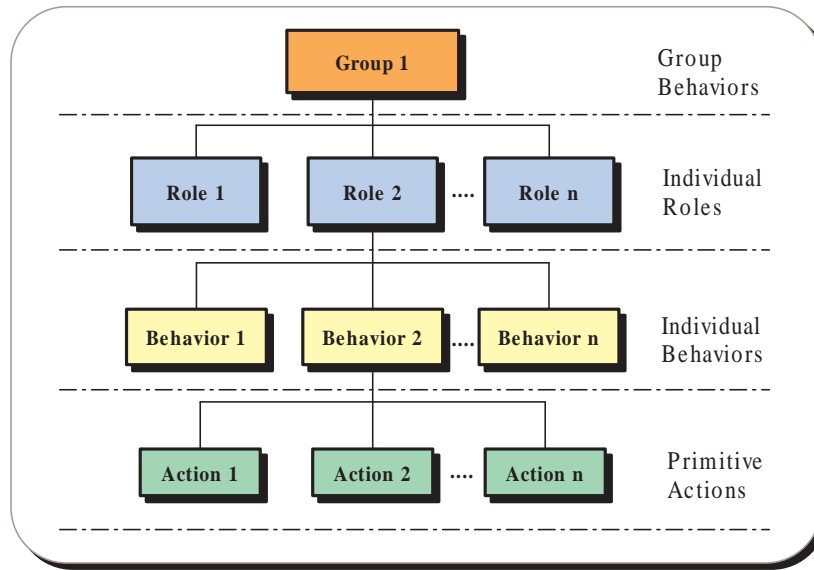 Group 1
Group
Behaviors
Role 1
Role 2
....
Role n
Individual
Roles
Behavior 1
Behavior 2
....
Behavior n
Individual
Behaviors
Action 1
Action 2
....
Action n
Primitive
Actions